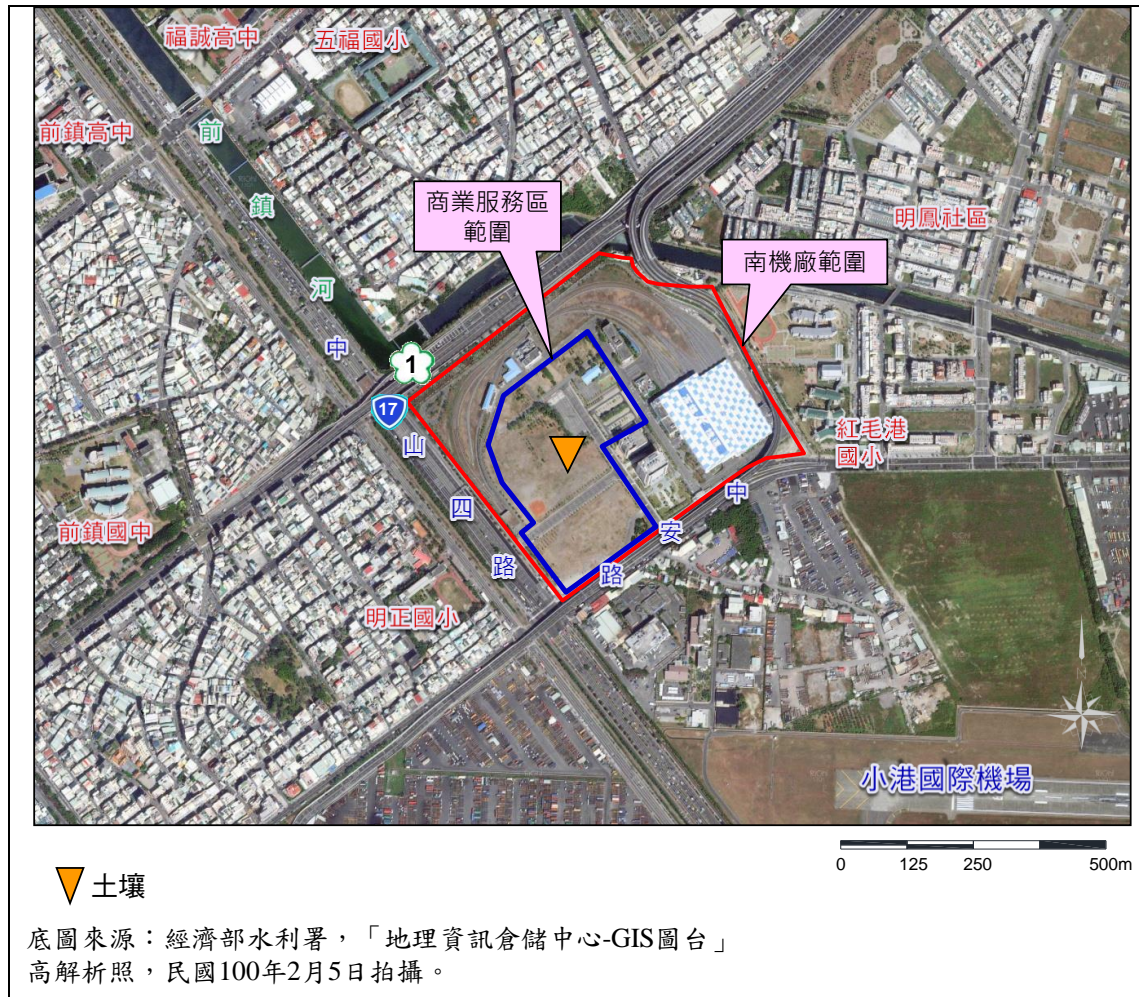 福誠高中
五福國小
前鎮高中
前
鎮
河
商業服務區
範圍
明鳳社區
南機廠範圍
中
1
17
山
四
路
紅毛港
國小
中
安
路
前鎮國中
明正國小
小港國際機場
0 125 250 500m
土壤
底圖來源：經濟部水利署，「地理資訊倉儲中心-GIS圖台」
高解析照，民國100年2月5日拍攝。